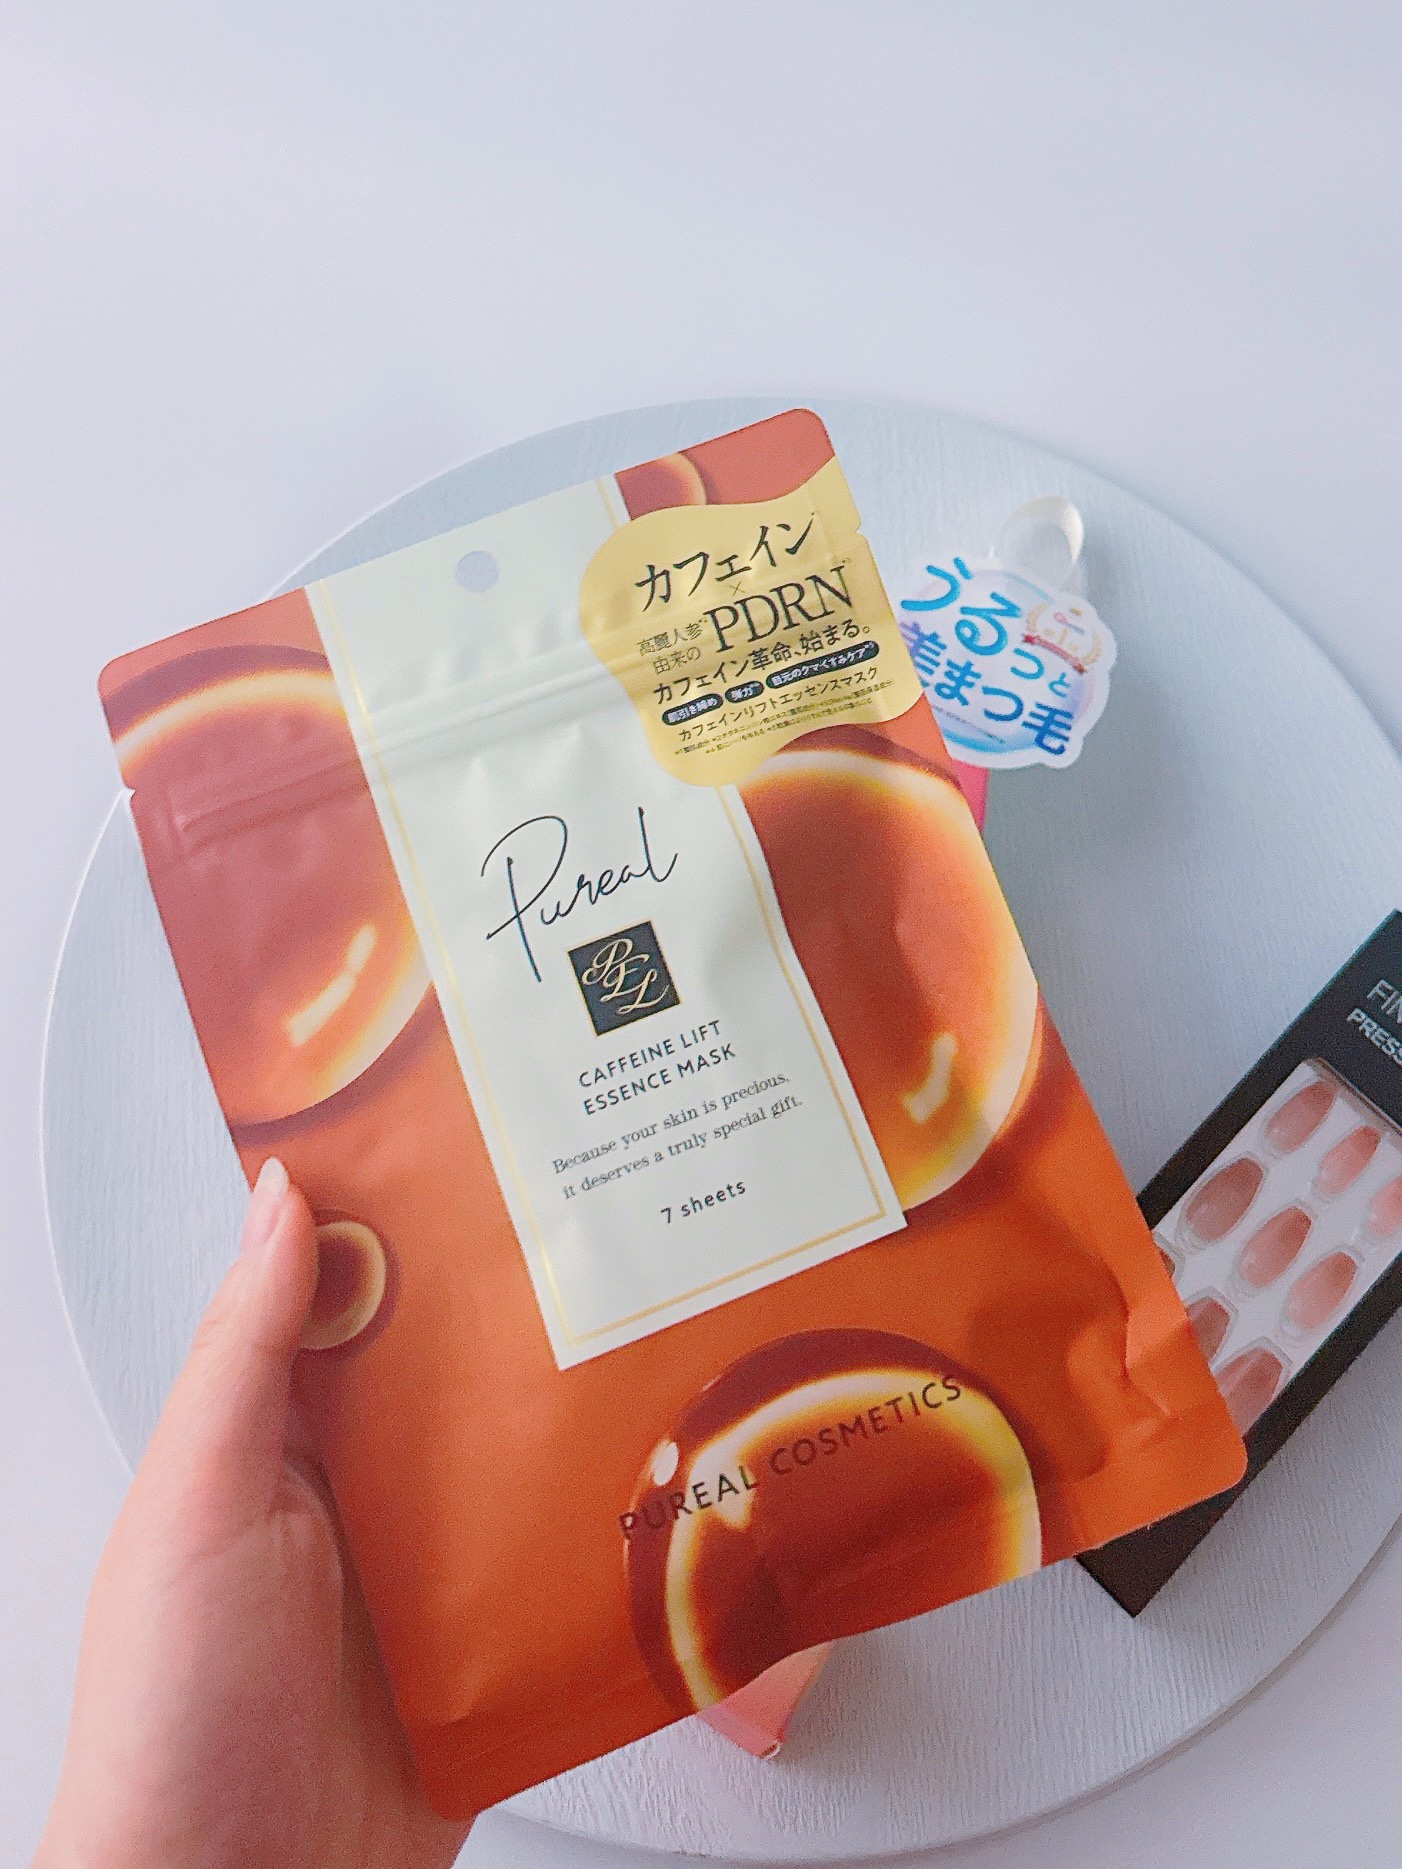 カフェイン
×
高麗人参
由来の
PDRN
カフェイン革命、始まる。
肌引き締め 弾力 目元のクマくすみケア
カフェインリフトエッセンスマスク
Pureal
PEL
CAFFEINE LIFT
ESSENCE MASK
Because your skin is precious,
it deserves a truly special gift.
7 sheets
PUREAL COSMETICS
うるっと
美まつ毛